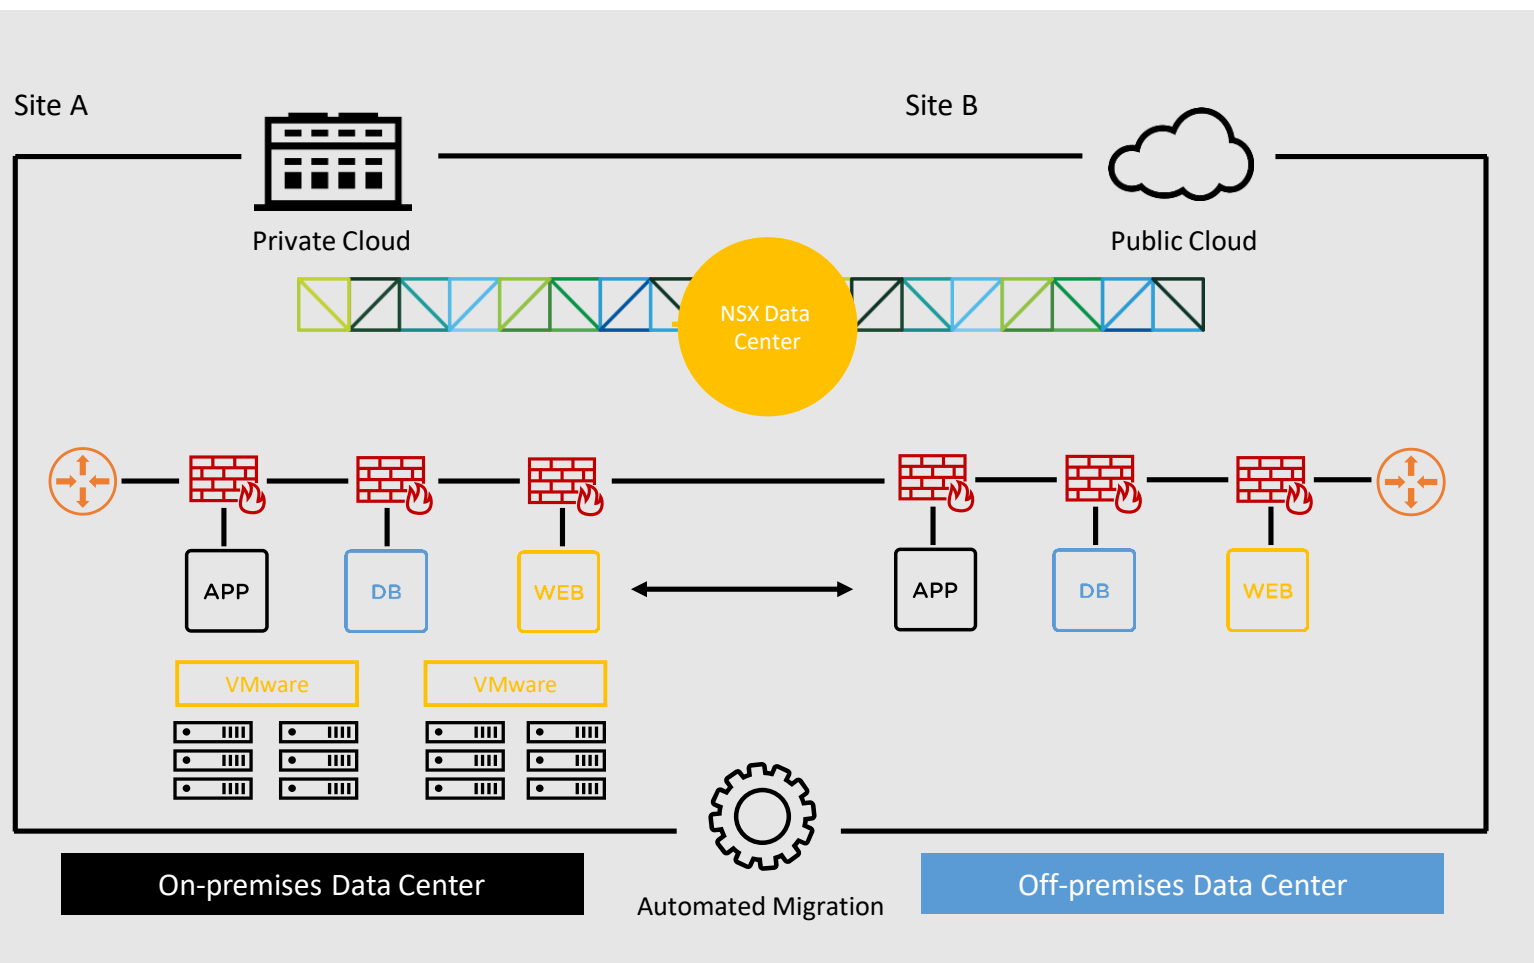 Site A
Site B
Private Cloud
Public Cloud
NSX Data
Center
APP
DB
WEB
APP
DB
WEB
VMware
VMware
On-premises Data Center
Automated Migration
Off-premises Data Center